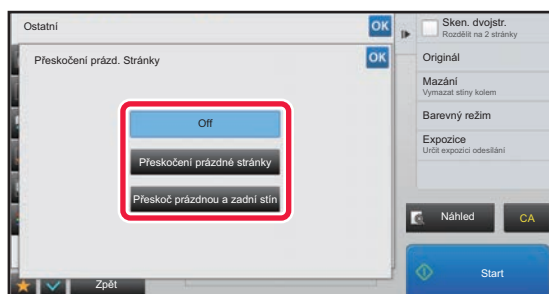 Ostatní
OK
Přeskočení prázd. Stránky
OK
Off
Přeskočení prázdné stránky
Přeskoč prázdnou a zadní stín
Zpět
Sken. dvojstr.
Rozdělit na 2 stránky
Originál
Mazání
Vymazat stíny kolem
Barevný režim
Expozice
Určit expozici odesílání
Náhled
CA
Start